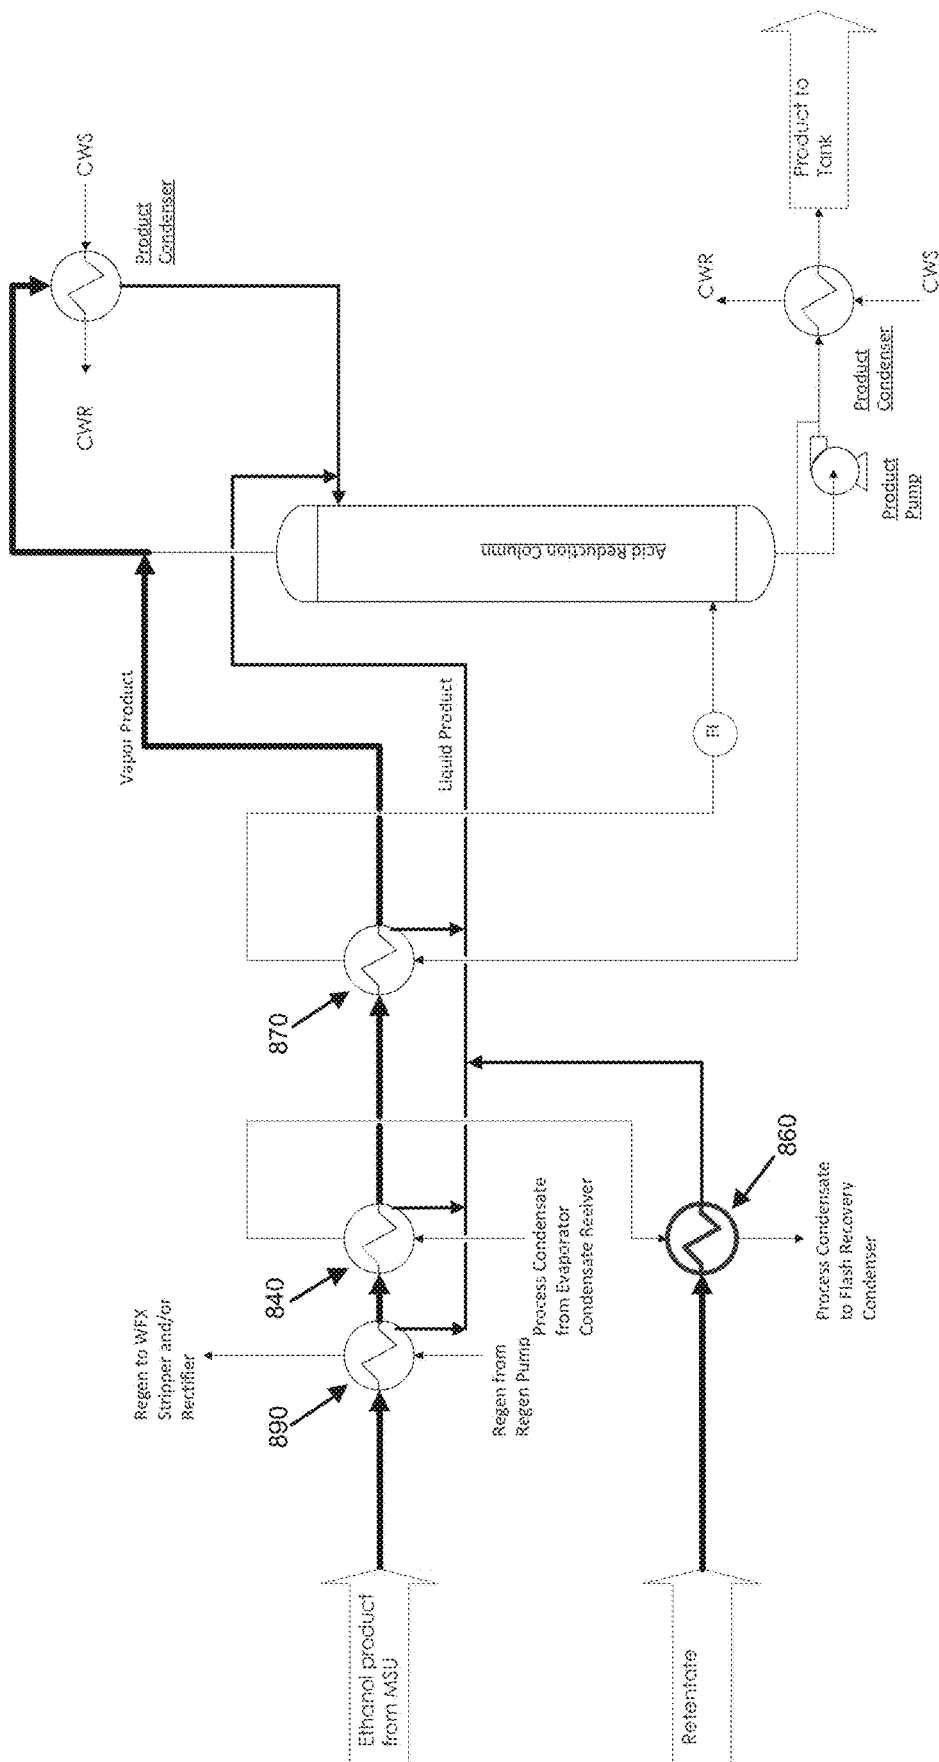 CWR
CWS
Product
Condenser
Vapor Product
Regen to WFX
Stripper and/or
Rectifier
890
840
870
Ethanol product
from MSU
Regen from
Regen Pump
Process Condensate
from Evaporator
Condensate Reeiver
Liquid Product
Acid Reduction Column
FI
Retentate
860
Process Condensate
to Flash Recovery
Condenser
Product
Pump
Product
Condenser
CWR
CWS
Product to
Tank